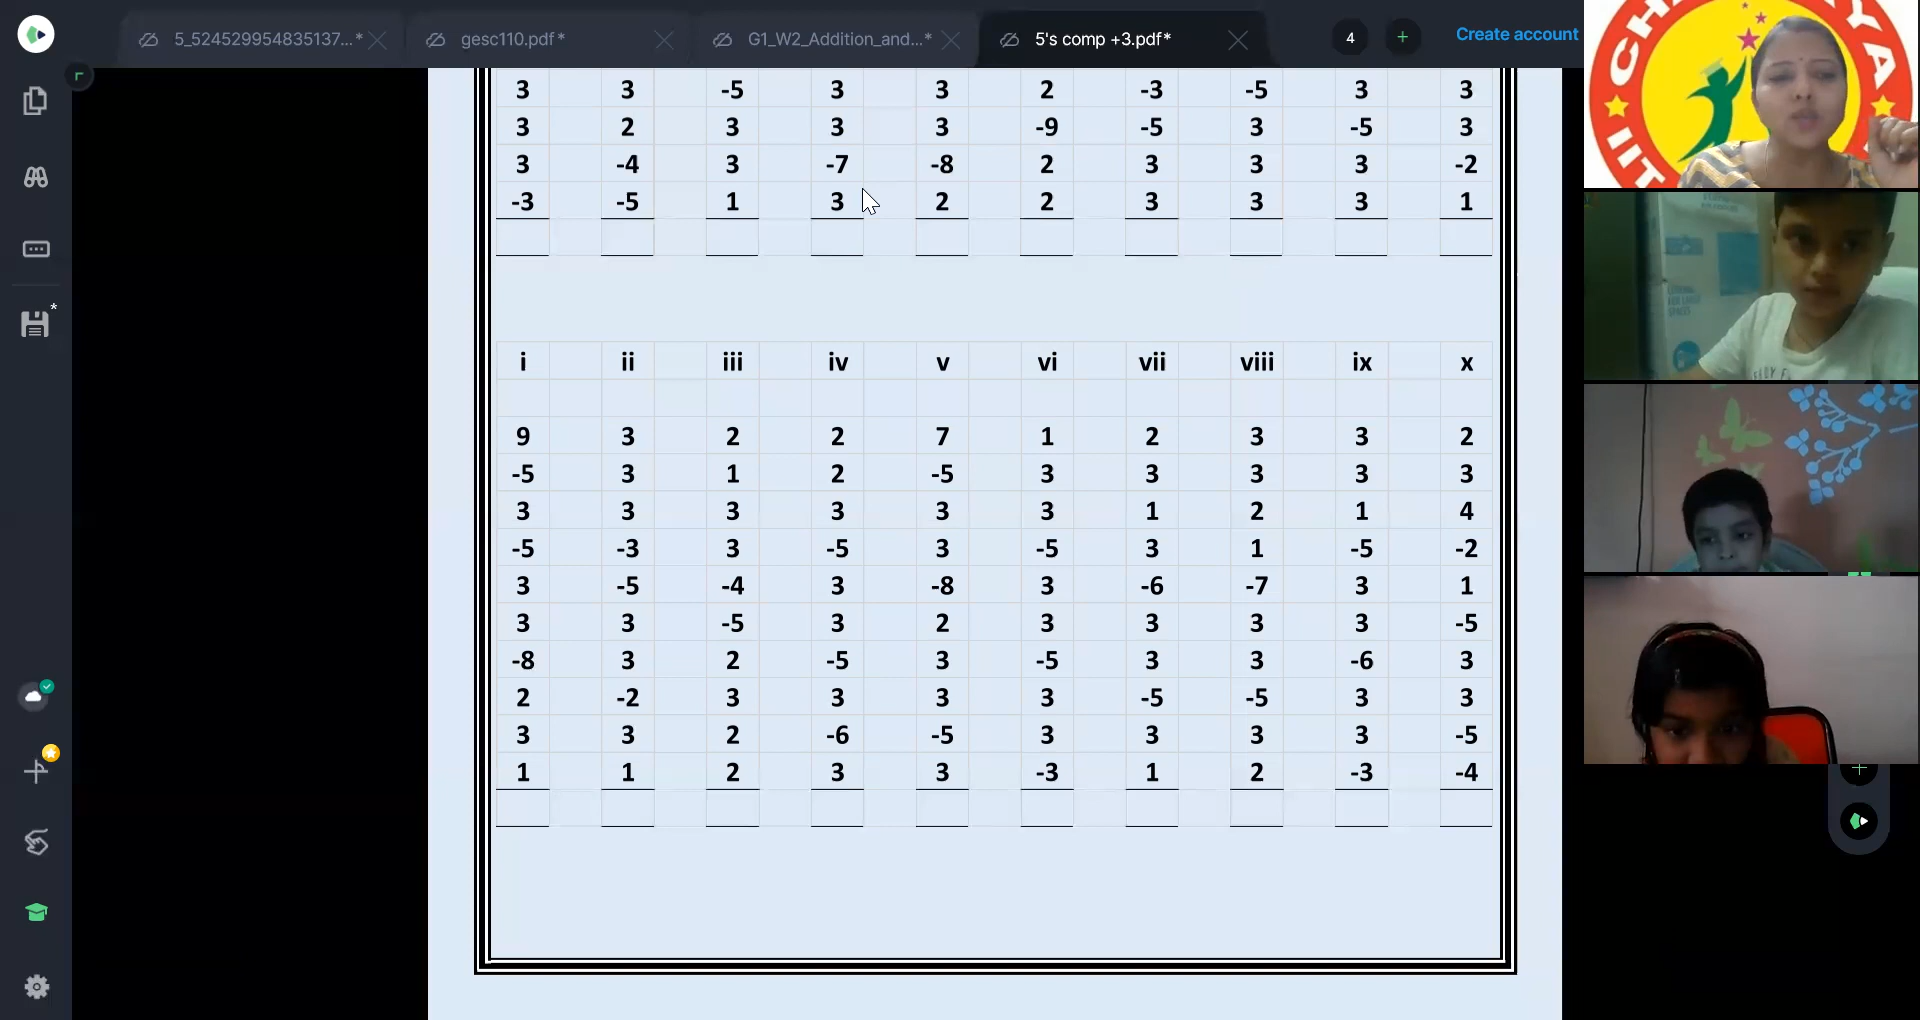 5_524529954835137...*
gesc110.pdf*
G1_W2_Addition_and...*
5's comp +3.pdf*
4
Create account
3 3 -5 3 3 2 -3 -5 3 3
3 2 3 3 3 -9 -5 3 -5 3
3 -4 3 -7 -8 2 3 3 3 -2
-3 -5 1 3 2 2 3 3 3 1
i ii iii iv v vi vii viii ix x
9 3 2 2 7 1 2 3 3 2
-5 3 1 2 -5 3 3 3 3 3
3 3 3 3 3 3 1 2 1 4
-5 -3 3 -5 3 -5 3 1 -5 -2
3 -5 -4 3 -8 3 -6 -7 3 1
3 3 -5 3 2 3 3 3 3 -5
-8 3 2 -5 3 -5 3 3 -6 3
2 -2 3 3 3 3 -5 -5 3 3
3 3 2 -6 -5 3 3 3 3 -5
1 1 2 3 3 -3 1 2 -3 -4
IIT